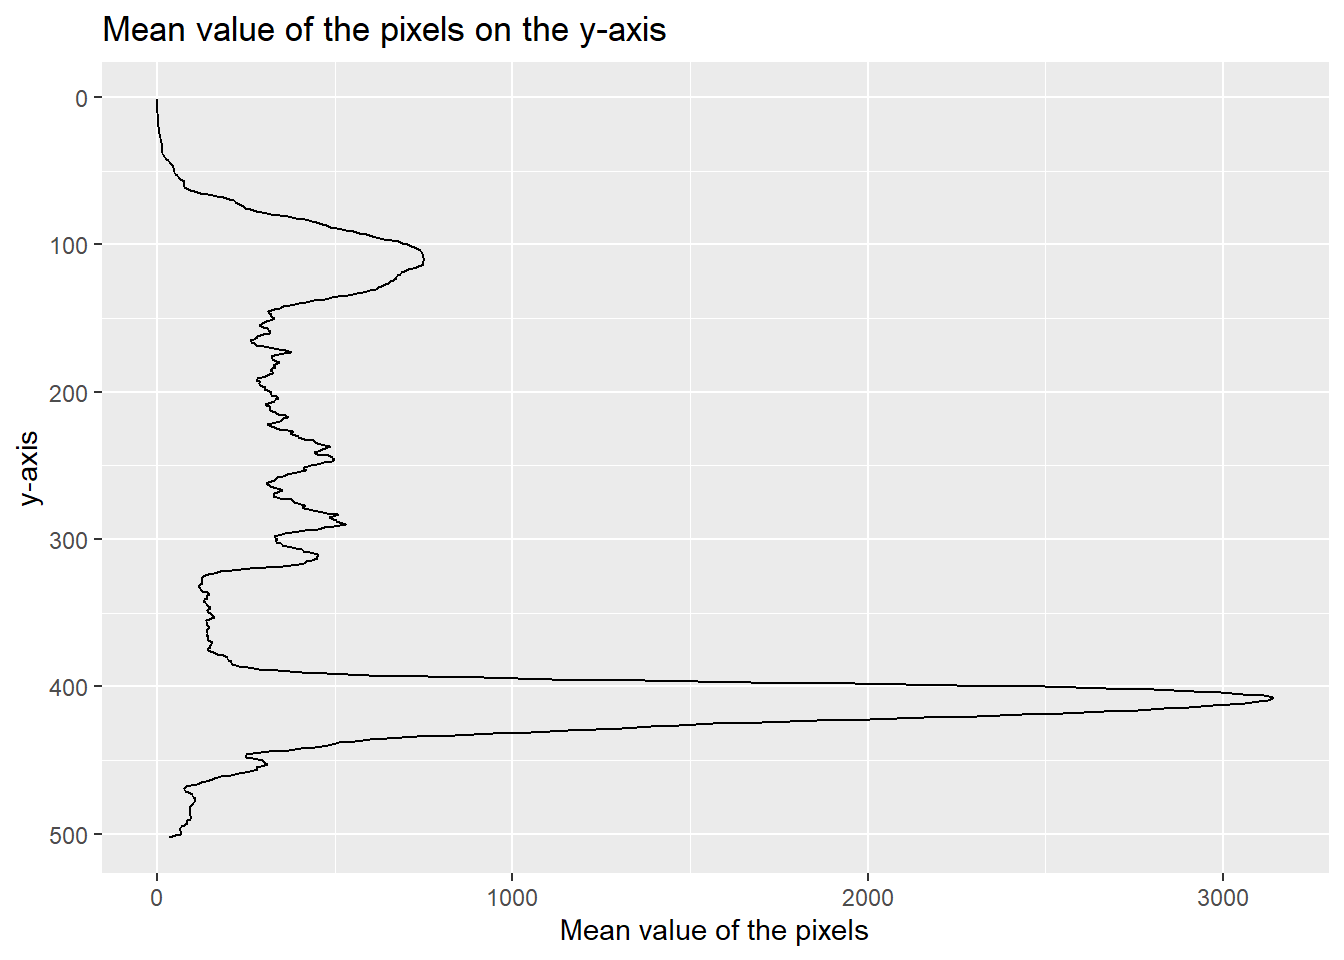 Mean value of the pixels on the y-axis
0
100
200
300
400
500
y-axis
0 1000 2000 3000
Mean value of the pixels